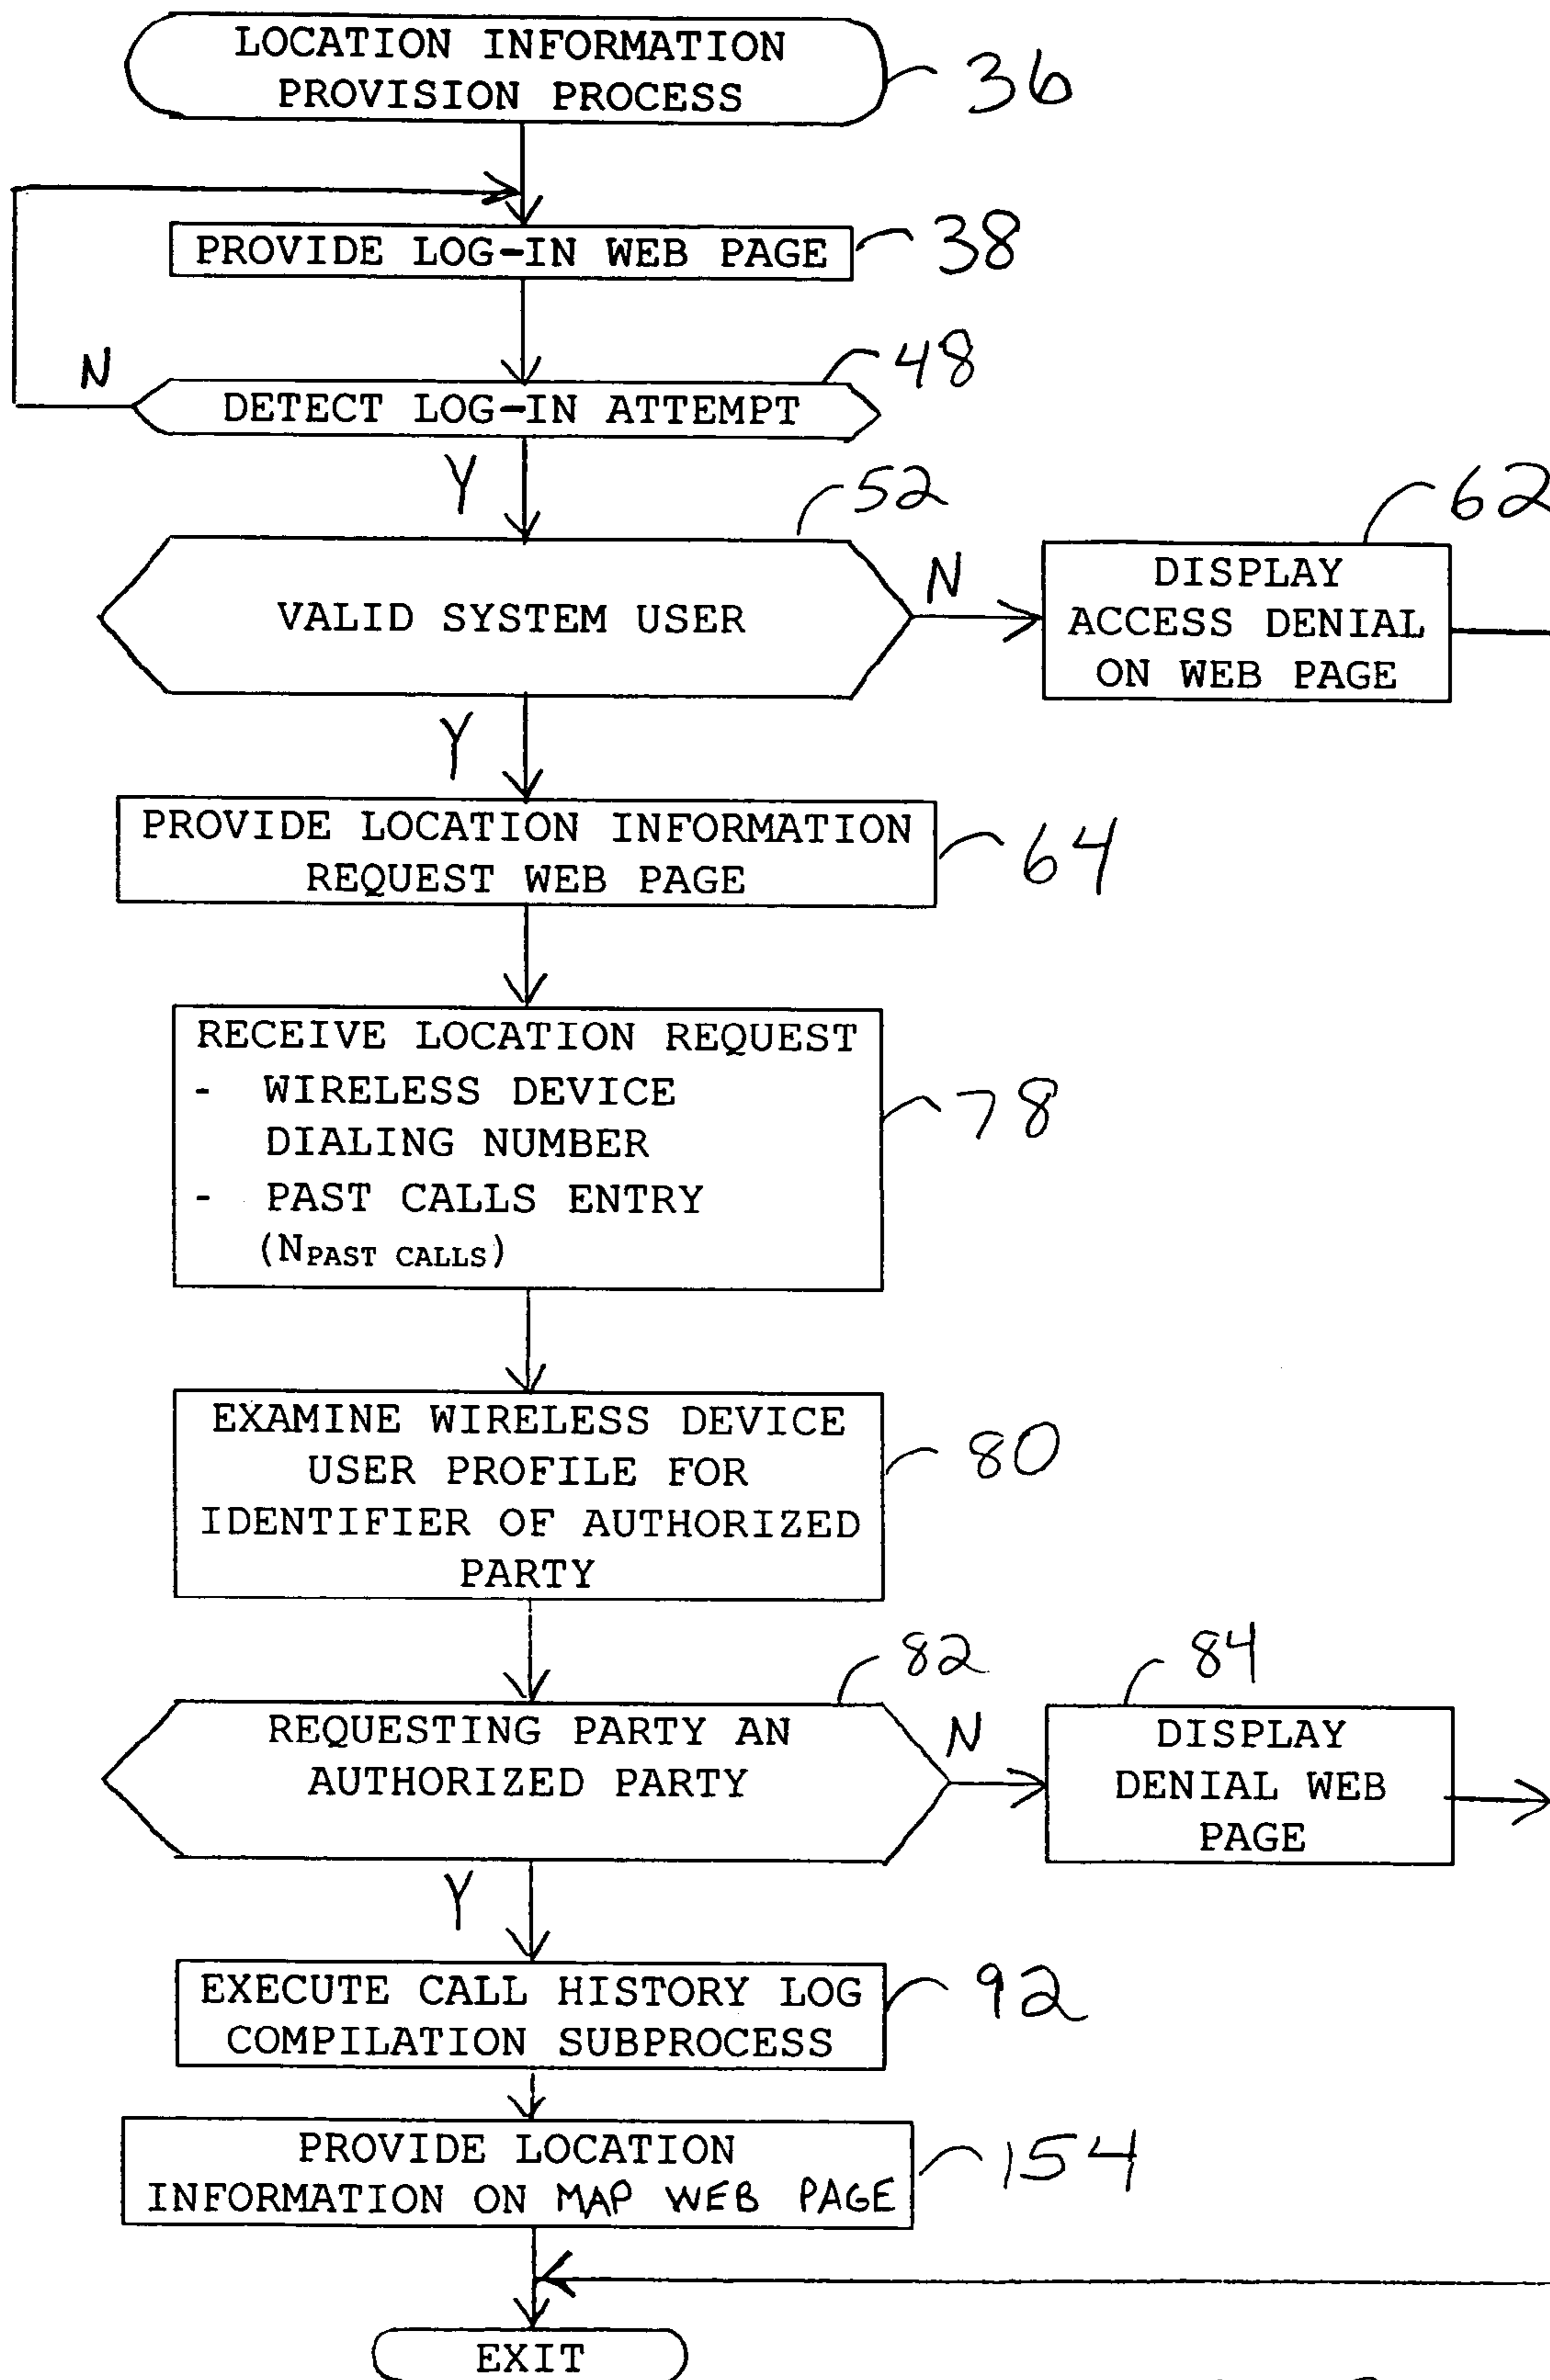 LOCATION INFORMATION
PROVISION PROCESS
36
PROVIDE LOG-IN WEB PAGE
38
N
48
DETECT LOG-IN ATTEMPT
Y
52
62
VALID SYSTEM USER
N
DISPLAY
ACCESS DENIAL
ON WEB PAGE
Y
PROVIDE LOCATION INFORMATION
REQUEST WEB PAGE
64
RECEIVE LOCATION REQUEST
- WIRELESS DEVICE
DIALING NUMBER
- PAST CALLS ENTRY
(NPAST CALLS)
78
EXAMINE WIRELESS DEVICE
USER PROFILE FOR
IDENTIFIER OF AUTHORIZED
PARTY
80
82
84
REQUESTING PARTY AN
AUTHORIZED PARTY
N
DISPLAY
DENIAL WEB
PAGE
Y
EXECUTE CALL HISTORY LOG
COMPILATION SUBPROCESS
92
PROVIDE LOCATION
INFORMATION ON MAP WEB PAGE
154
EXIT